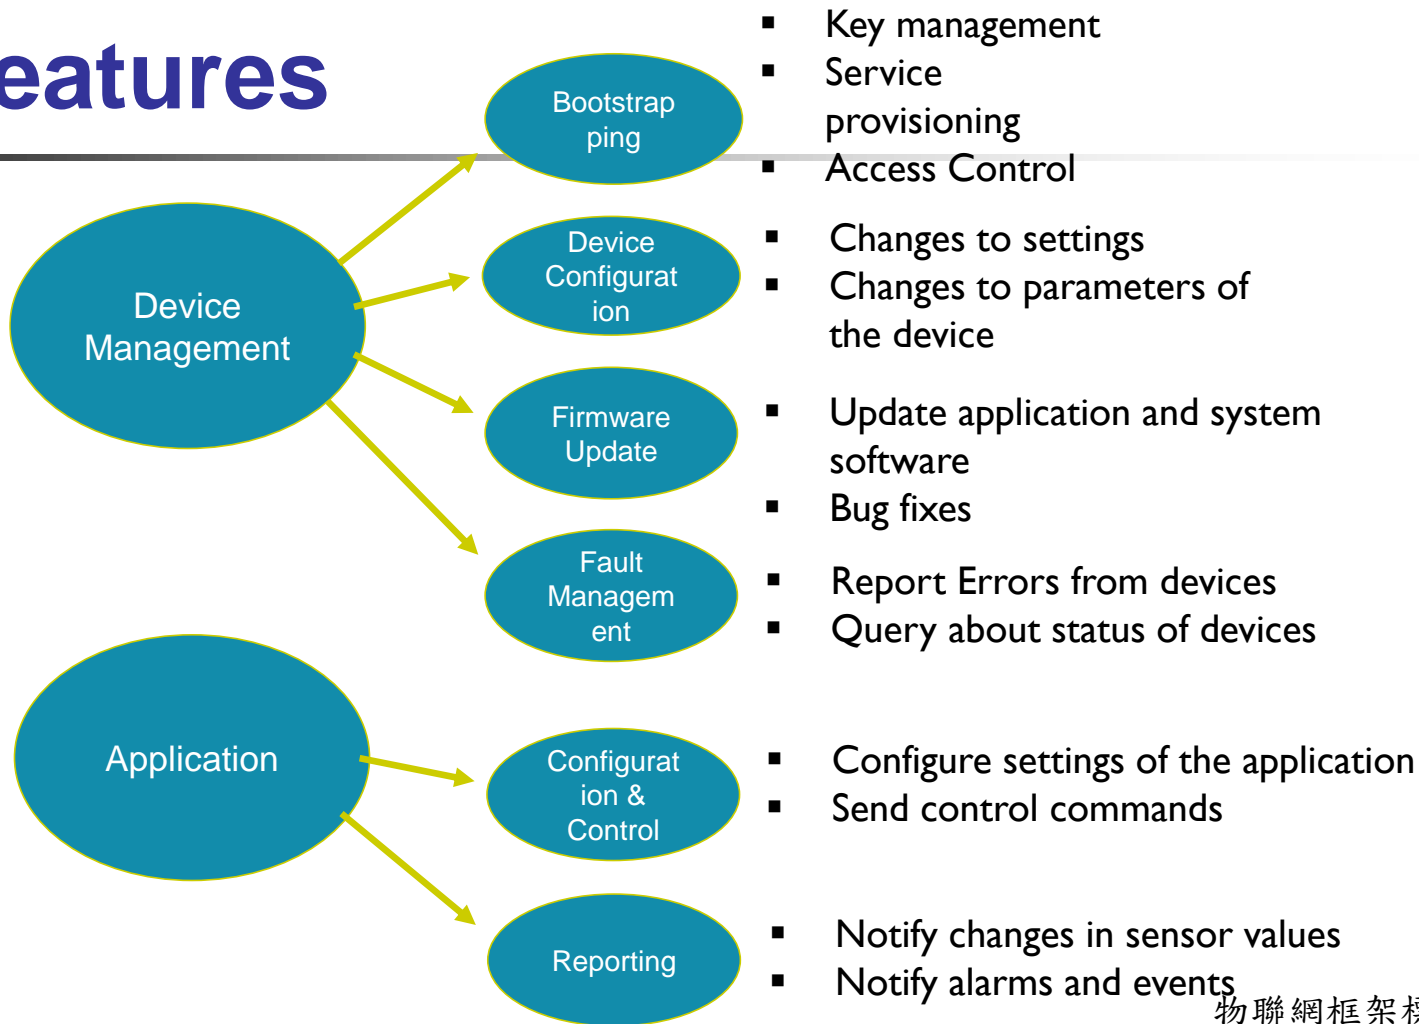 eatures
Bootstrap
ping
▪ Key management
▪ Service
provisioning
▪ Access Control
Device
Management
Device
Configurat
ion
▪ Changes to settings
▪ Changes to parameters of
the device
Firmware
Update
▪ Update application and system
software
▪ Bug fixes
Fault
Managem
ent
▪ Report Errors from devices
▪ Query about status of devices
Application
Configurat
ion &
Control
▪ Configure settings of the application
▪ Send control commands
Reporting
▪ Notify changes in sensor values
▪ Notify alarms and events
物聯網框架